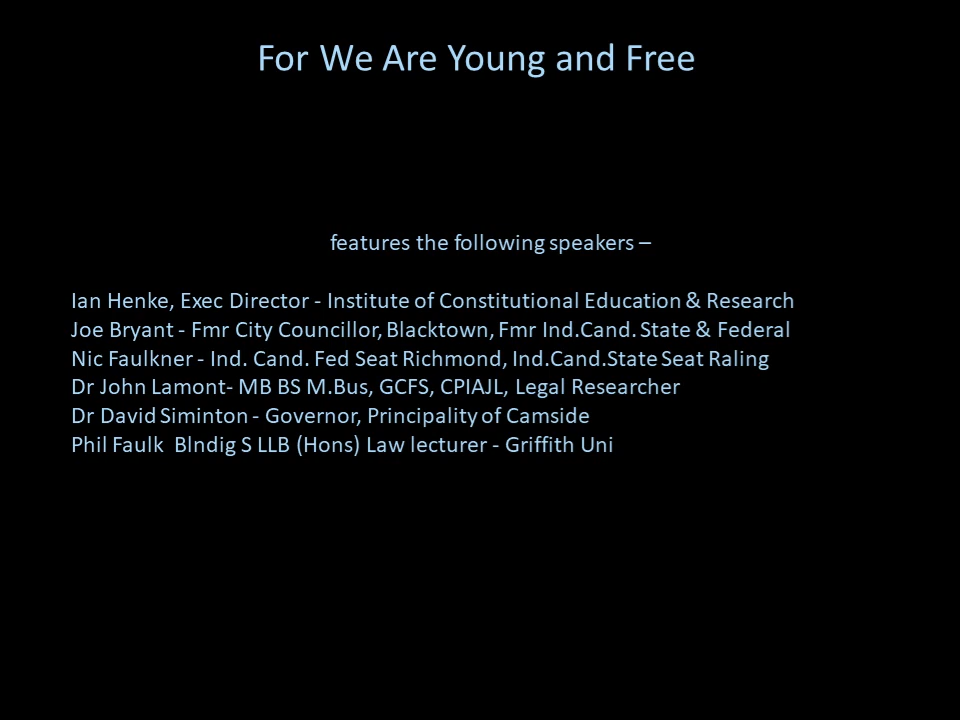 For We Are Young and Free
features the following speakers –
Ian Henke, Exec Director - Institute of Constitutional Education & Research
Joe Bryant - Fmr City Councillor, Blacktown, Fmr Ind.Cand. State & Federal
Nic Faulkner - Ind. Cand. Fed Seat Richmond, Ind.Cand.State Seat Raling
Dr John Lamont- MB BS M.Bus, GCFS, CPIAJL, Legal Researcher
Dr David Siminton - Governor, Principality of Camside
Phil Faulk  Blndig S LLB (Hons) Law lecturer - Griffith Uni